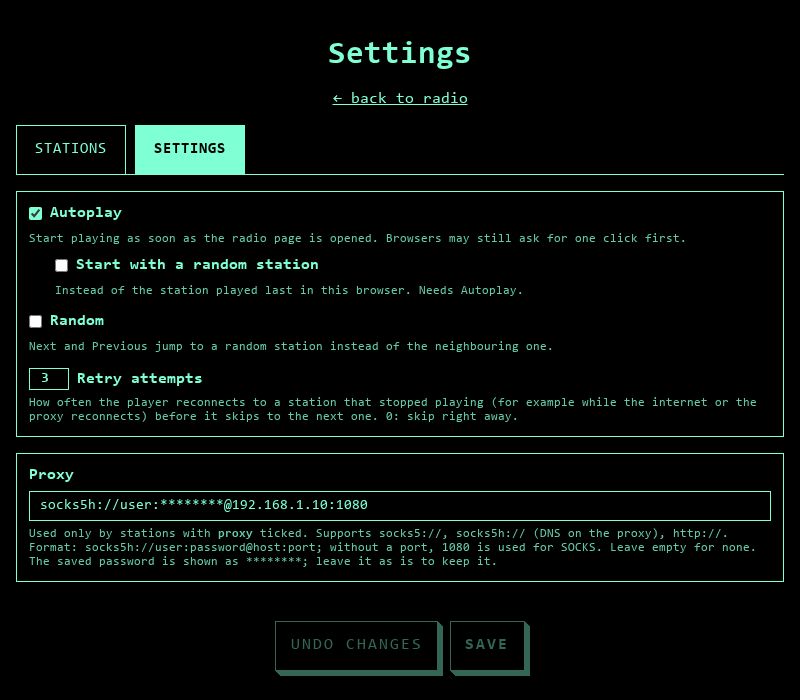 Settings
← back to radio
STATIONS SETTINGS
Autoplay
Start playing as soon as the radio page is opened. Browsers may still ask for one click first.
Start with a random station
Instead of the station played last in this browser. Needs Autoplay.
Random
Next and Previous jump to a random station instead of the neighbouring one.
3 Retry attempts
How often the player reconnects to a station that stopped playing (for example while the internet or the
proxy reconnects) before it skips to the next one. 0: skip right away.
Proxy
socks5h://user:********@192.168.1.10:1080
Used only by stations with proxy ticked. Supports socks5://, socks5h:// (DNS on the proxy), http://.
Format: socks5h://user:password@host:port; without a port, 1080 is used for SOCKS. Leave empty for none.
The saved password is shown as ********; leave it as is to keep it.
UNDO CHANGES SAVE